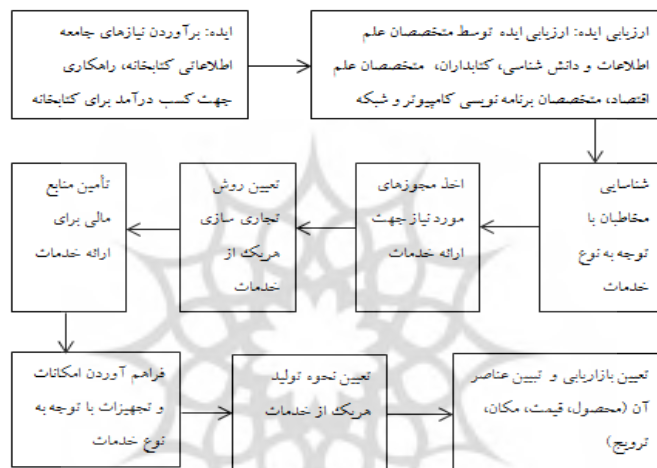 ایده: برآوردن نیازهای جامعه
اطلاعاتی کتابخانه، راهکاری
جهت کسب درآمد برای کتابخانه
ارزیابی ایده: ارزیابی ایده توسط متخصصان علم
اطلاعات و دانش شناسی، کتابداران، متخصصان علم
اقتصاد، متخصصان برنامه نویسی کامپیوتر و شبکه
شناسایی
مخاطبان با
توجه به نوع
خدمات
اخذ مجوزهای
مورد نیاز جهت
ارائه خدمات
تعیین روش
تجاری سازی
هریک از
خدمات
تأمین منابع
مالی برای
ارائه خدمات
فراهم آوردن امکانات
و تجهیزات با توجه به
نوع خدمات
تعیین نحوه تولید
هریک از خدمات
تعیین بازاریابی و تبیین عناصر
آن (محصول، قیمت، مکان،
ترویج)